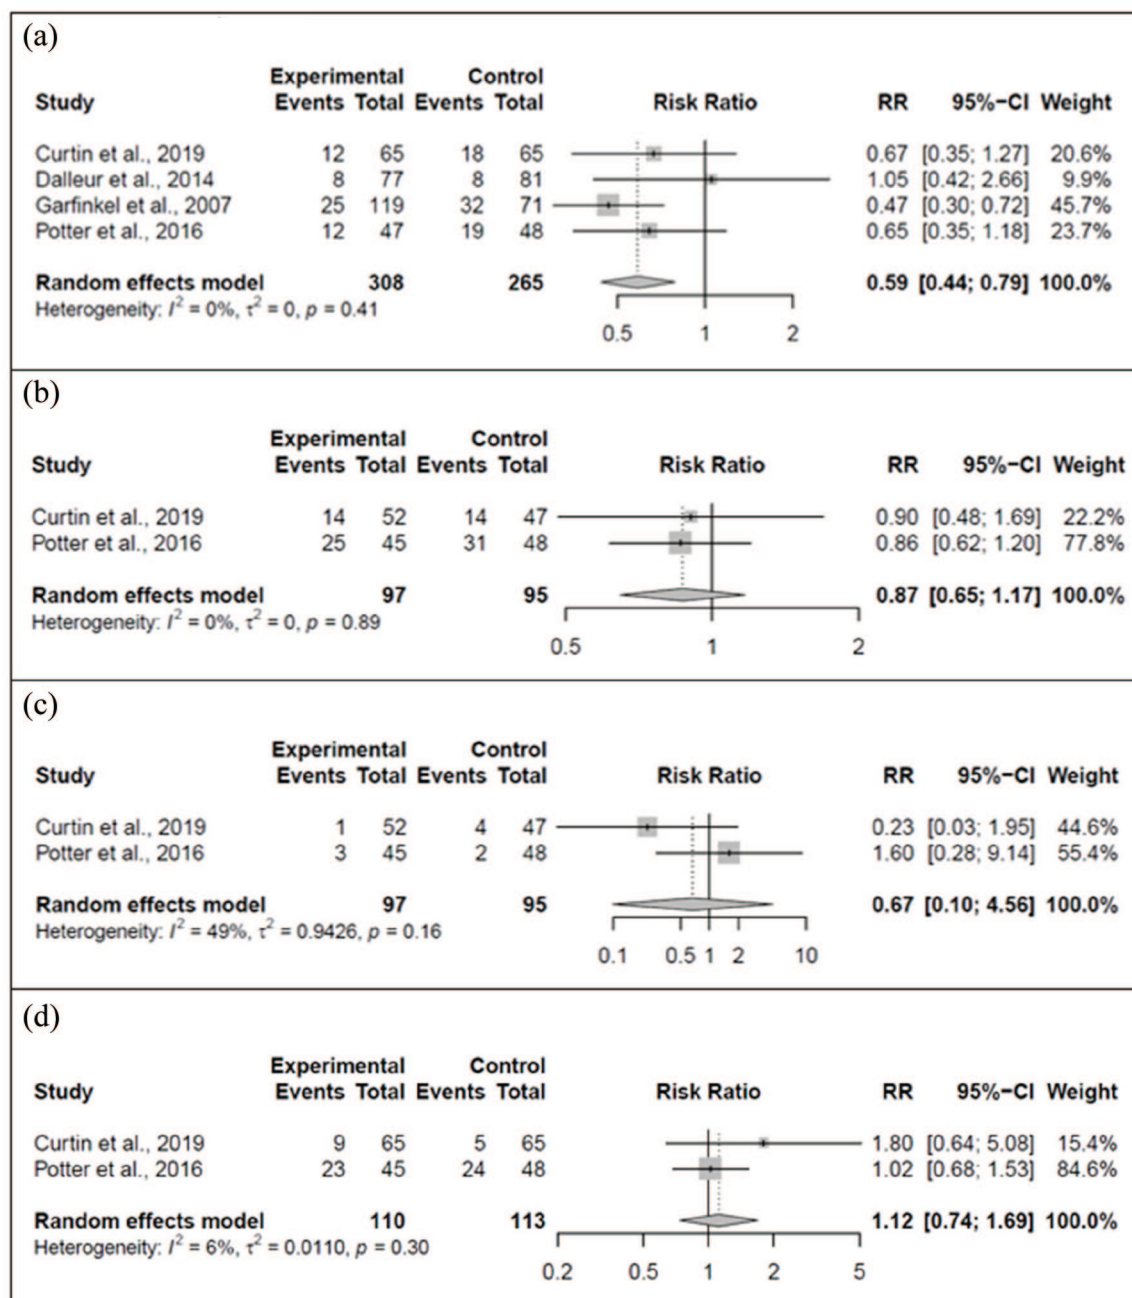 (a)
Experimental Control
Study Events Total Events Total Risk Ratio RR 95%−CI Weight
Curtin et al., 2019 12 65 18 65 0.67 [0.35; 1.27] 20.6%
Dalleur et al., 2014 8 77 8 81 1.05 [0.42; 2.66] 9.9%
Garfinkel et al., 2007 25 119 32 71 0.47 [0.30; 0.72] 45.7%
Potter et al., 2016 12 47 19 48 0.65 [0.35; 1.18] 23.7%
Random effects model 308 265 0.59 [0.44; 0.79] 100.0%
Heterogeneity: I² = 0%, τ² = 0, p = 0.41
0.5 1 2
(b)
Experimental Control
Study Events Total Events Total Risk Ratio RR 95%−CI Weight
Curtin et al., 2019 14 52 14 47 0.90 [0.48; 1.69] 22.2%
Potter et al., 2016 25 45 31 48 0.86 [0.62; 1.20] 77.8%
Random effects model 97 95 0.87 [0.65; 1.17] 100.0%
Heterogeneity: I² = 0%, τ² = 0, p = 0.89
0.5 1 2
(c)
Experimental Control
Study Events Total Events Total Risk Ratio RR 95%−CI Weight
Curtin et al., 2019 1 52 4 47 0.23 [0.03; 1.95] 44.6%
Potter et al., 2016 3 45 2 48 1.60 [0.28; 9.14] 55.4%
Random effects model 97 95 0.67 [0.10; 4.56] 100.0%
Heterogeneity: I² = 49%, τ² = 0.9426, p = 0.16
0.1 0.5 1 2 10
(d)
Experimental Control
Study Events Total Events Total Risk Ratio RR 95%−CI Weight
Curtin et al., 2019 9 65 5 65 1.80 [0.64; 5.08] 15.4%
Potter et al., 2016 23 45 24 48 1.02 [0.68; 1.53] 84.6%
Random effects model 110 113 1.12 [0.74; 1.69] 100.0%
Heterogeneity: I² = 6%, τ² = 0.0110, p = 0.30
0.2 0.5 1 2 5